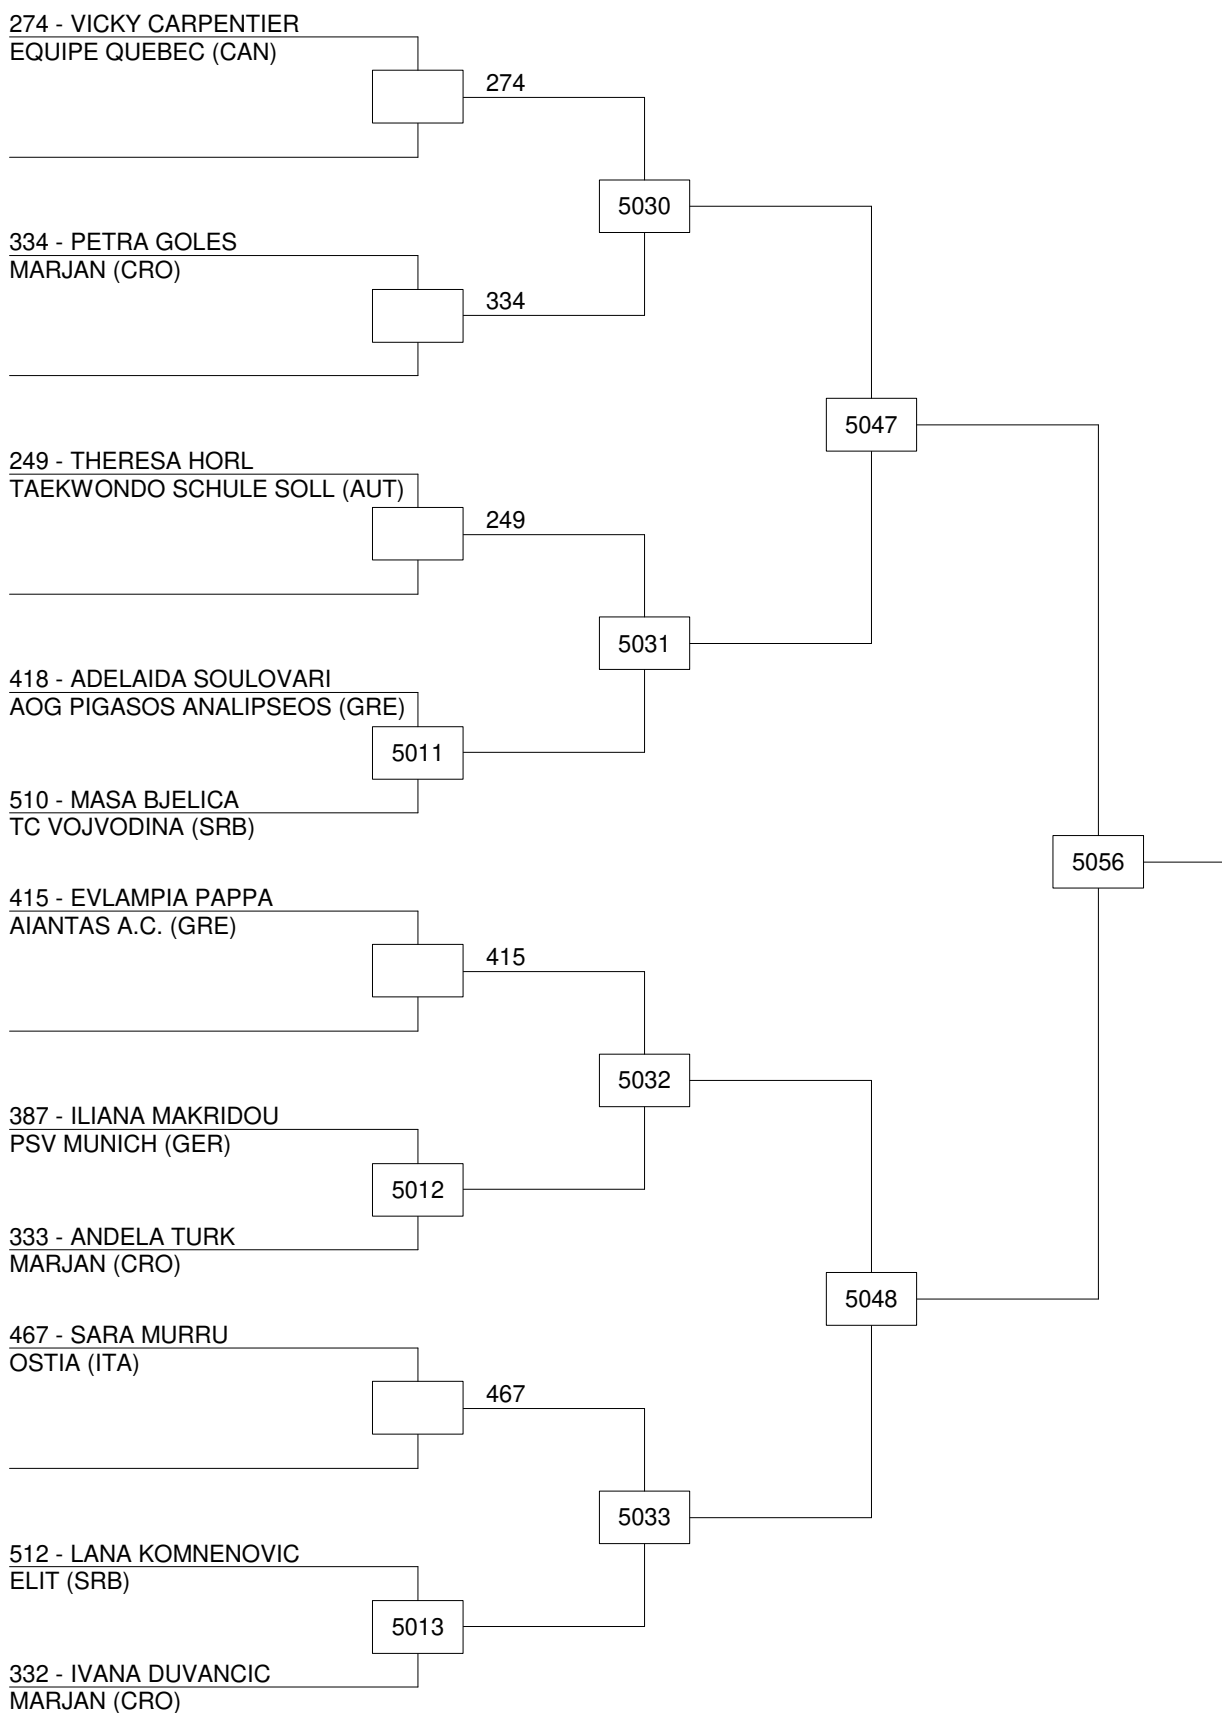 274 - VICKY CARPENTIER
EQUIPE QUEBEC (CAN)
274
5030
334 - PETRA GOLES
MARJAN (CRO)
334
5047
249 - THERESA HORL
TAEKWONDO SCHULE SOLL (AUT)
249
5031
418 - ADELAIDA SOULOVARI
AOG PIGASOS ANALIPSEOS (GRE)
5011
510 - MASA BJELICA
TC VOJVODINA (SRB)
5056
415 - EVLAMPIA PAPPA
AIANTAS A.C. (GRE)
415
5032
387 - ILIANA MAKRIDOU
PSV MUNICH (GER)
5012
333 - ANDELA TURK
MARJAN (CRO)
5048
467 - SARA MURRU
OSTIA (ITA)
467
5033
512 - LANA KOMNENOVIC
ELIT (SRB)
5013
332 - IVANA DUVANCIC
MARJAN (CRO)